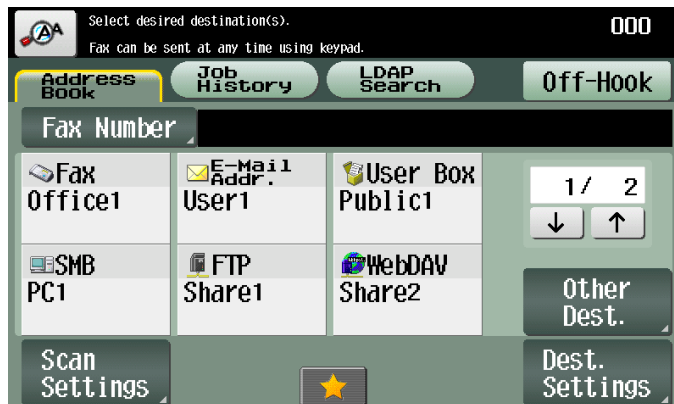 Select desired destination(s).
000
Fax can be sent at any time using keypad.
Address
Book
Job
History
LDAP
Search
Off-Hook
Fax Number
Fax
Office1
E-Mail
Addr.
User1
User Box
Public1
1/ 2
↓ ↑
SMB
PC1
FTP
Share1
WebDAV
Share2
Other
Dest.
Scan
Settings
Dest.
Settings